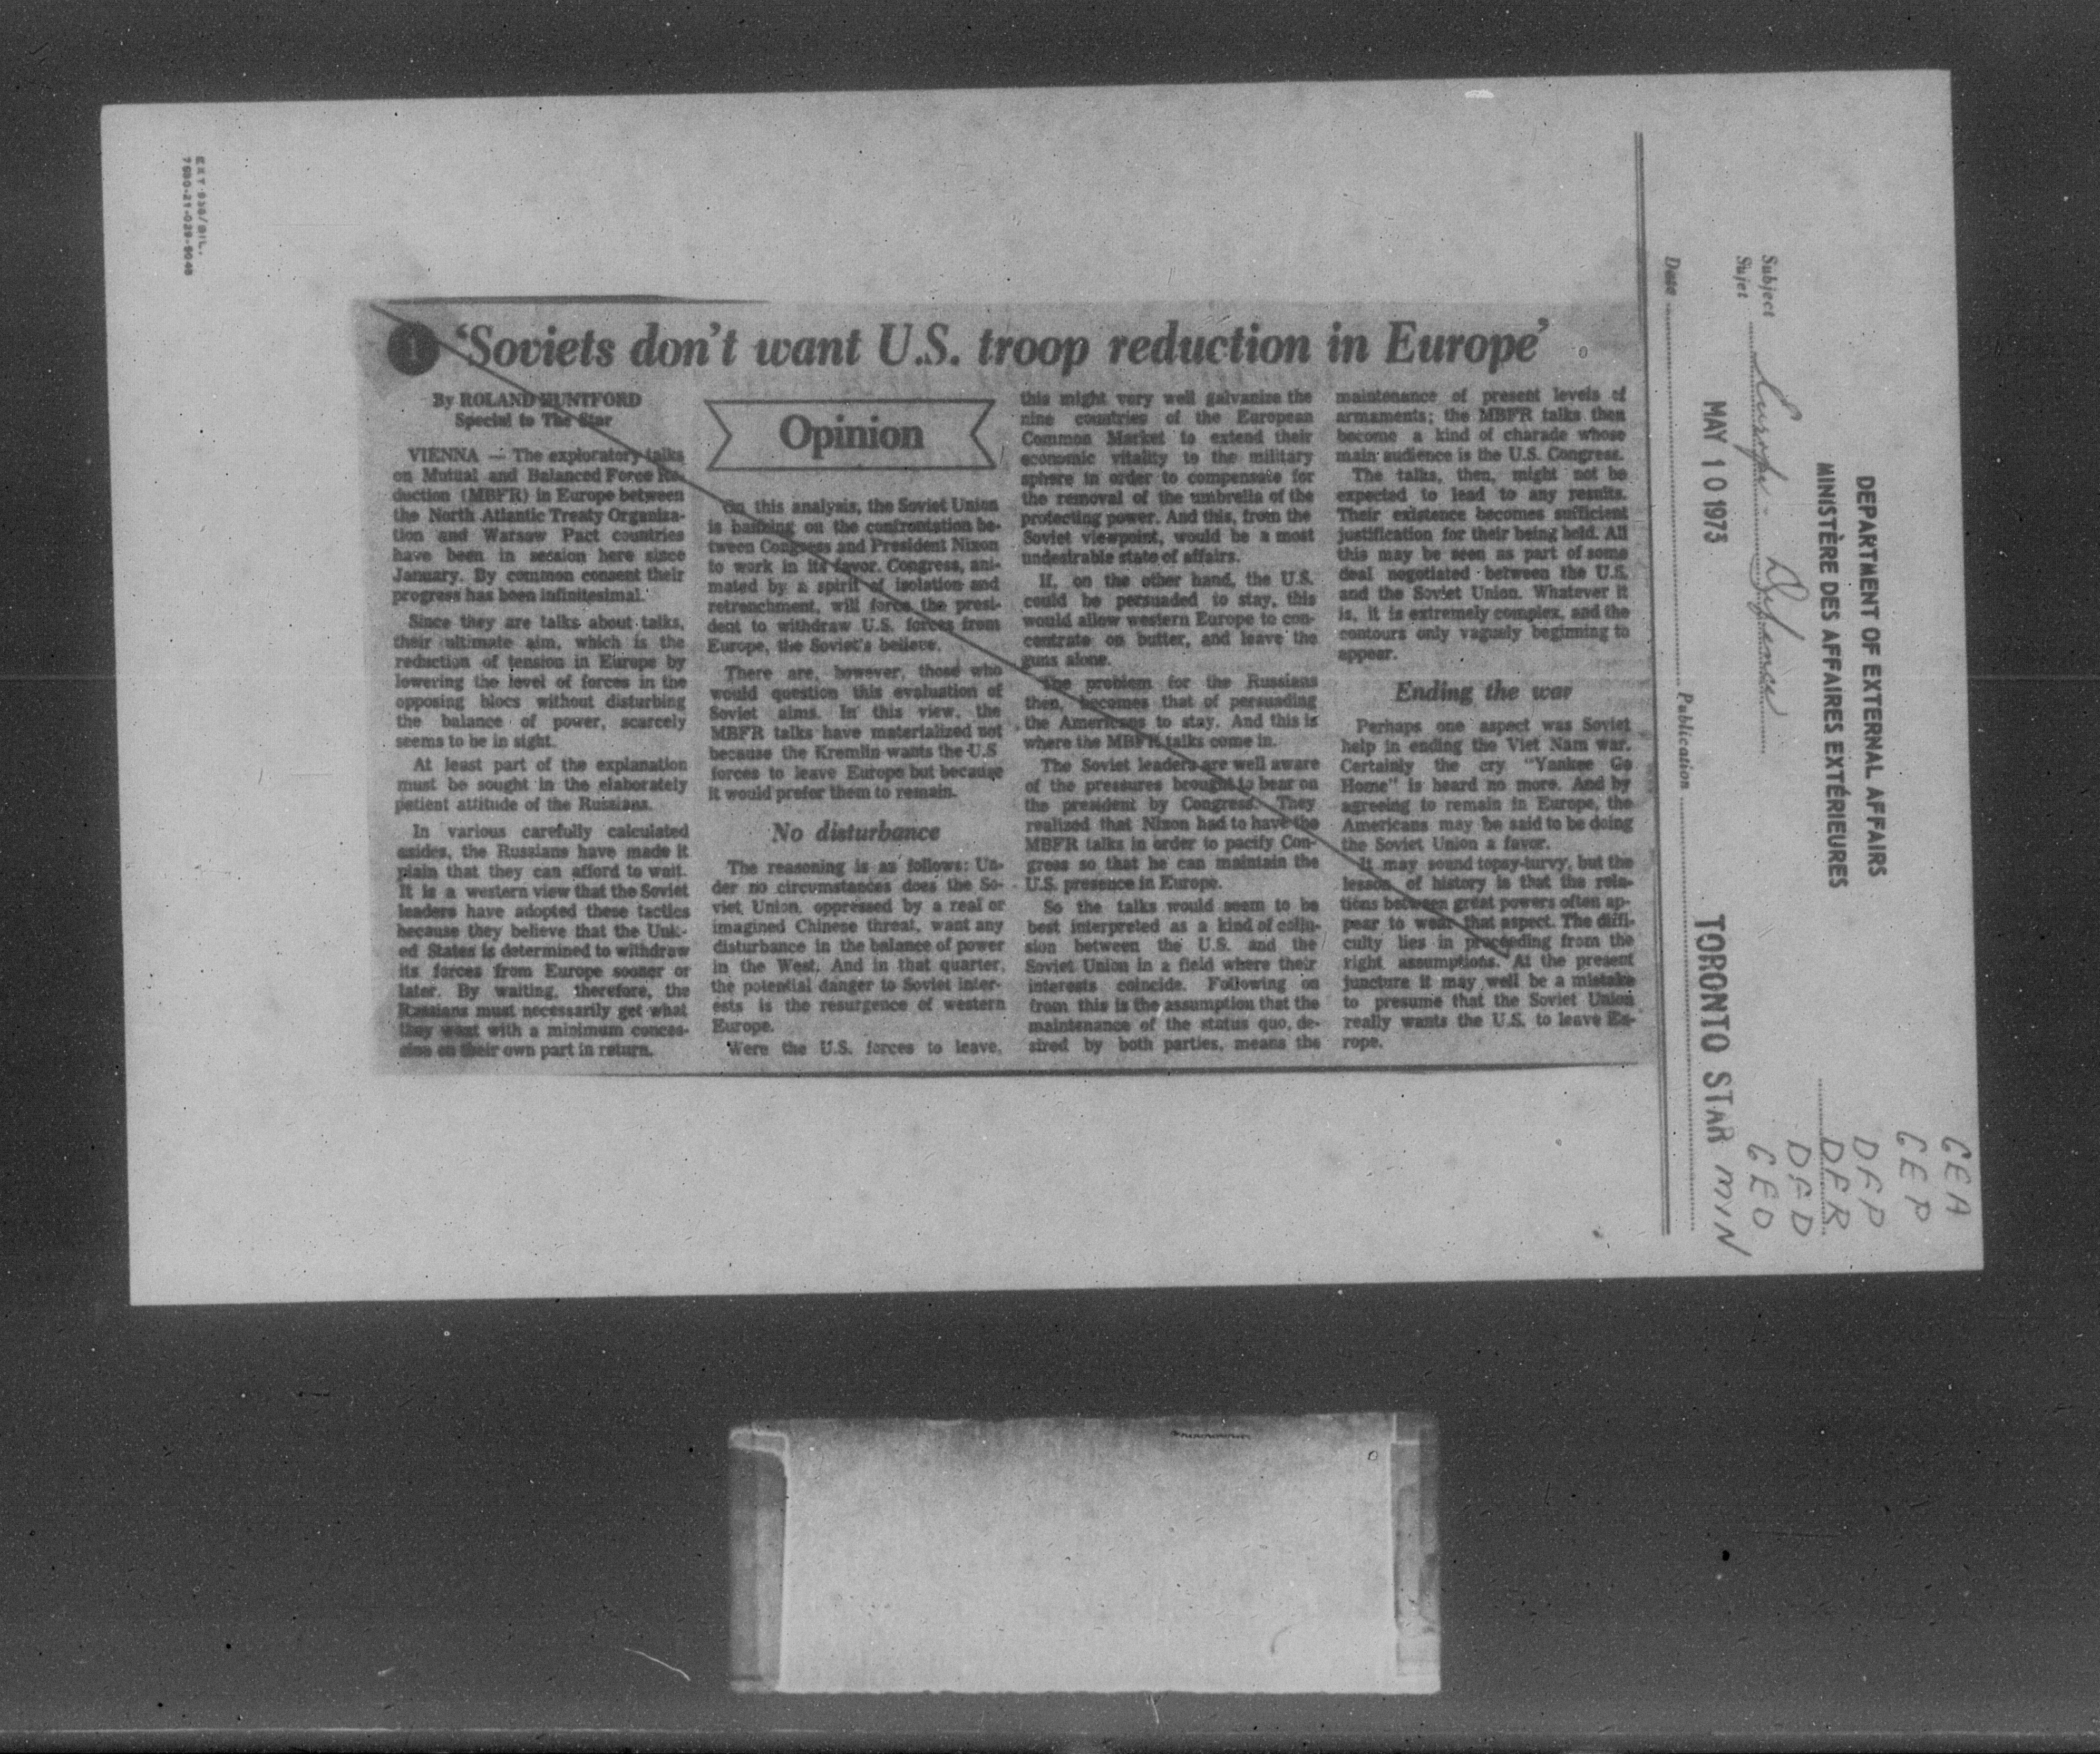 DEPARTMENT OF EXTERNAL AFFAIRS
MINISTÈRE DES AFFAIRES EXTÉRIEURES
Subject
Sujet
Europe - Defence
Date
MAY 10 1973
Publication
TORONTO STAR
MIN
CEA
CEP
DFP
DFR
DFD
GEO
EXT 938/BIL.
7530-21-029-9048
1
'Soviets don't want U.S. troop reduction in Europe'
By ROLAND HUNTFORD
Special to The Star
VIENNA — The exploratory talks
on Mutual and Balanced Force Re-
duction (MBFR) in Europe between
the North Atlantic Treaty Organiza-
tion and Warsaw Pact countries
have been in session here since
January. By common consent their
progress has been infinitesimal.
Since they are talks about talks,
their ultimate aim, which is the
reduction of tension in Europe by
lowering the level of forces in the
opposing blocs without disturbing
the balance of power, scarcely
seems to be in sight.
At least part of the explanation
must be sought in the elaborately
patient attitude of the Russians.
In various carefully calculated
asides, the Russians have made it
plain that they can afford to wait.
It is a western view that the Soviet
leaders have adopted these tactics
because they believe that the Unit-
ed States is determined to withdraw
its forces from Europe sooner or
later. By waiting, therefore, the
Russians must necessarily get what
they want with a minimum conces-
sion on their own part in return.
Opinion
On this analysis, the Soviet Union
is banking on the confrontation be-
tween Congress and President Nixon
to work in its favor. Congress, ani-
mated by a spirit of isolation and
retrenchment, will force the presi-
dent to withdraw U.S. forces from
Europe, the Soviet's believe.
There are, however, those who
would question this evaluation of
Soviet aims. In this view, the
MBFR talks have materialized not
because the Kremlin wants the U.S
forces to leave Europe but because
it would prefer them to remain.
No disturbance
The reasoning is as follows: Un-
der no circumstances does the So-
viet Union, oppressed by a real or
imagined Chinese threat, want any
disturbance in the balance of power
in the West. And in that quarter,
the potential danger to Soviet inter-
ests is the resurgence of western
Europe.
Were the U.S. forces to leave,
this might very well galvanize the
nine countries of the European
Common Market to extend their
economic vitality to the military
sphere in order to compensate for
the removal of the umbrella of the
protecting power. And this, from the
Soviet viewpoint, would be a most
undesirable state of affairs.
If, on the other hand, the U.S.
could be persuaded to stay, this
would allow western Europe to con-
centrate on butter, and leave the
guns alone.
The problem for the Russians
then, becomes that of persuading
the Americans to stay. And this is
where the MBFR talks come in.
The Soviet leaders are well aware
of the pressures brought to bear on
the president by Congress. They
realized that Nixon had to have the
MBFR talks in order to pacify Con-
gress so that he can maintain the
U.S. presence in Europe.
So the talks would seem to be
best interpreted as a kind of collu-
sion between the U.S. and the
Soviet Union in a field where their
interests coincide. Following on
from this is the assumption that the
maintenance of the status quo, de-
sired by both parties, means the
maintenance of present levels of
armaments; the MBFR talks then
become a kind of charade whose
main audience is the U.S. Congress.
The talks, then, might not be
expected to lead to any results.
Their existence becomes sufficient
justification for their being held. All
this may be seen as part of some
deal negotiated between the U.S.
and the Soviet Union. Whatever it
is, it is extremely complex, and the
contours only vaguely beginning to
appear.
Ending the war
Perhaps one aspect was Soviet
help in ending the Viet Nam war.
Certainly the cry "Yankee Go
Home" is heard no more. And by
agreeing to remain in Europe, the
Americans may be said to be doing
the Soviet Union a favor.
It may sound topsy-turvy, but the
lesson of history is that the rela-
tions between great powers often ap-
pear to wear that aspect. The diffi-
culty lies in proceeding from the
right assumptions. At the present
juncture it may well be a mistake
to presume that the Soviet Union
really wants the U.S. to leave Eu-
rope.